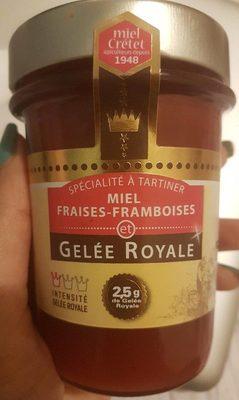 miel
Crétet
apiculteurs depuis
1948
SPÉCIALITÉ À TARTINER
MIEL
FRAISES-FRAMBOISES
et
GELÉE ROYALE
INTENSITÉ
GELÉE ROYALE
2,5g
de Gelée
Royale